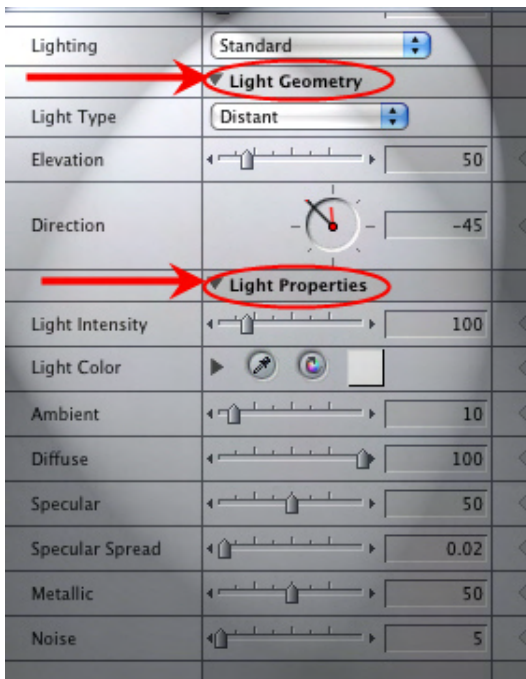 Lighting Standard
Light Geometry
Light Type Distant
Elevation 50
Direction -45
Light Properties
Light Intensity 100
Light Color
Ambient 10
Diffuse 100
Specular 50
Specular Spread 0.02
Metallic 50
Noise 5